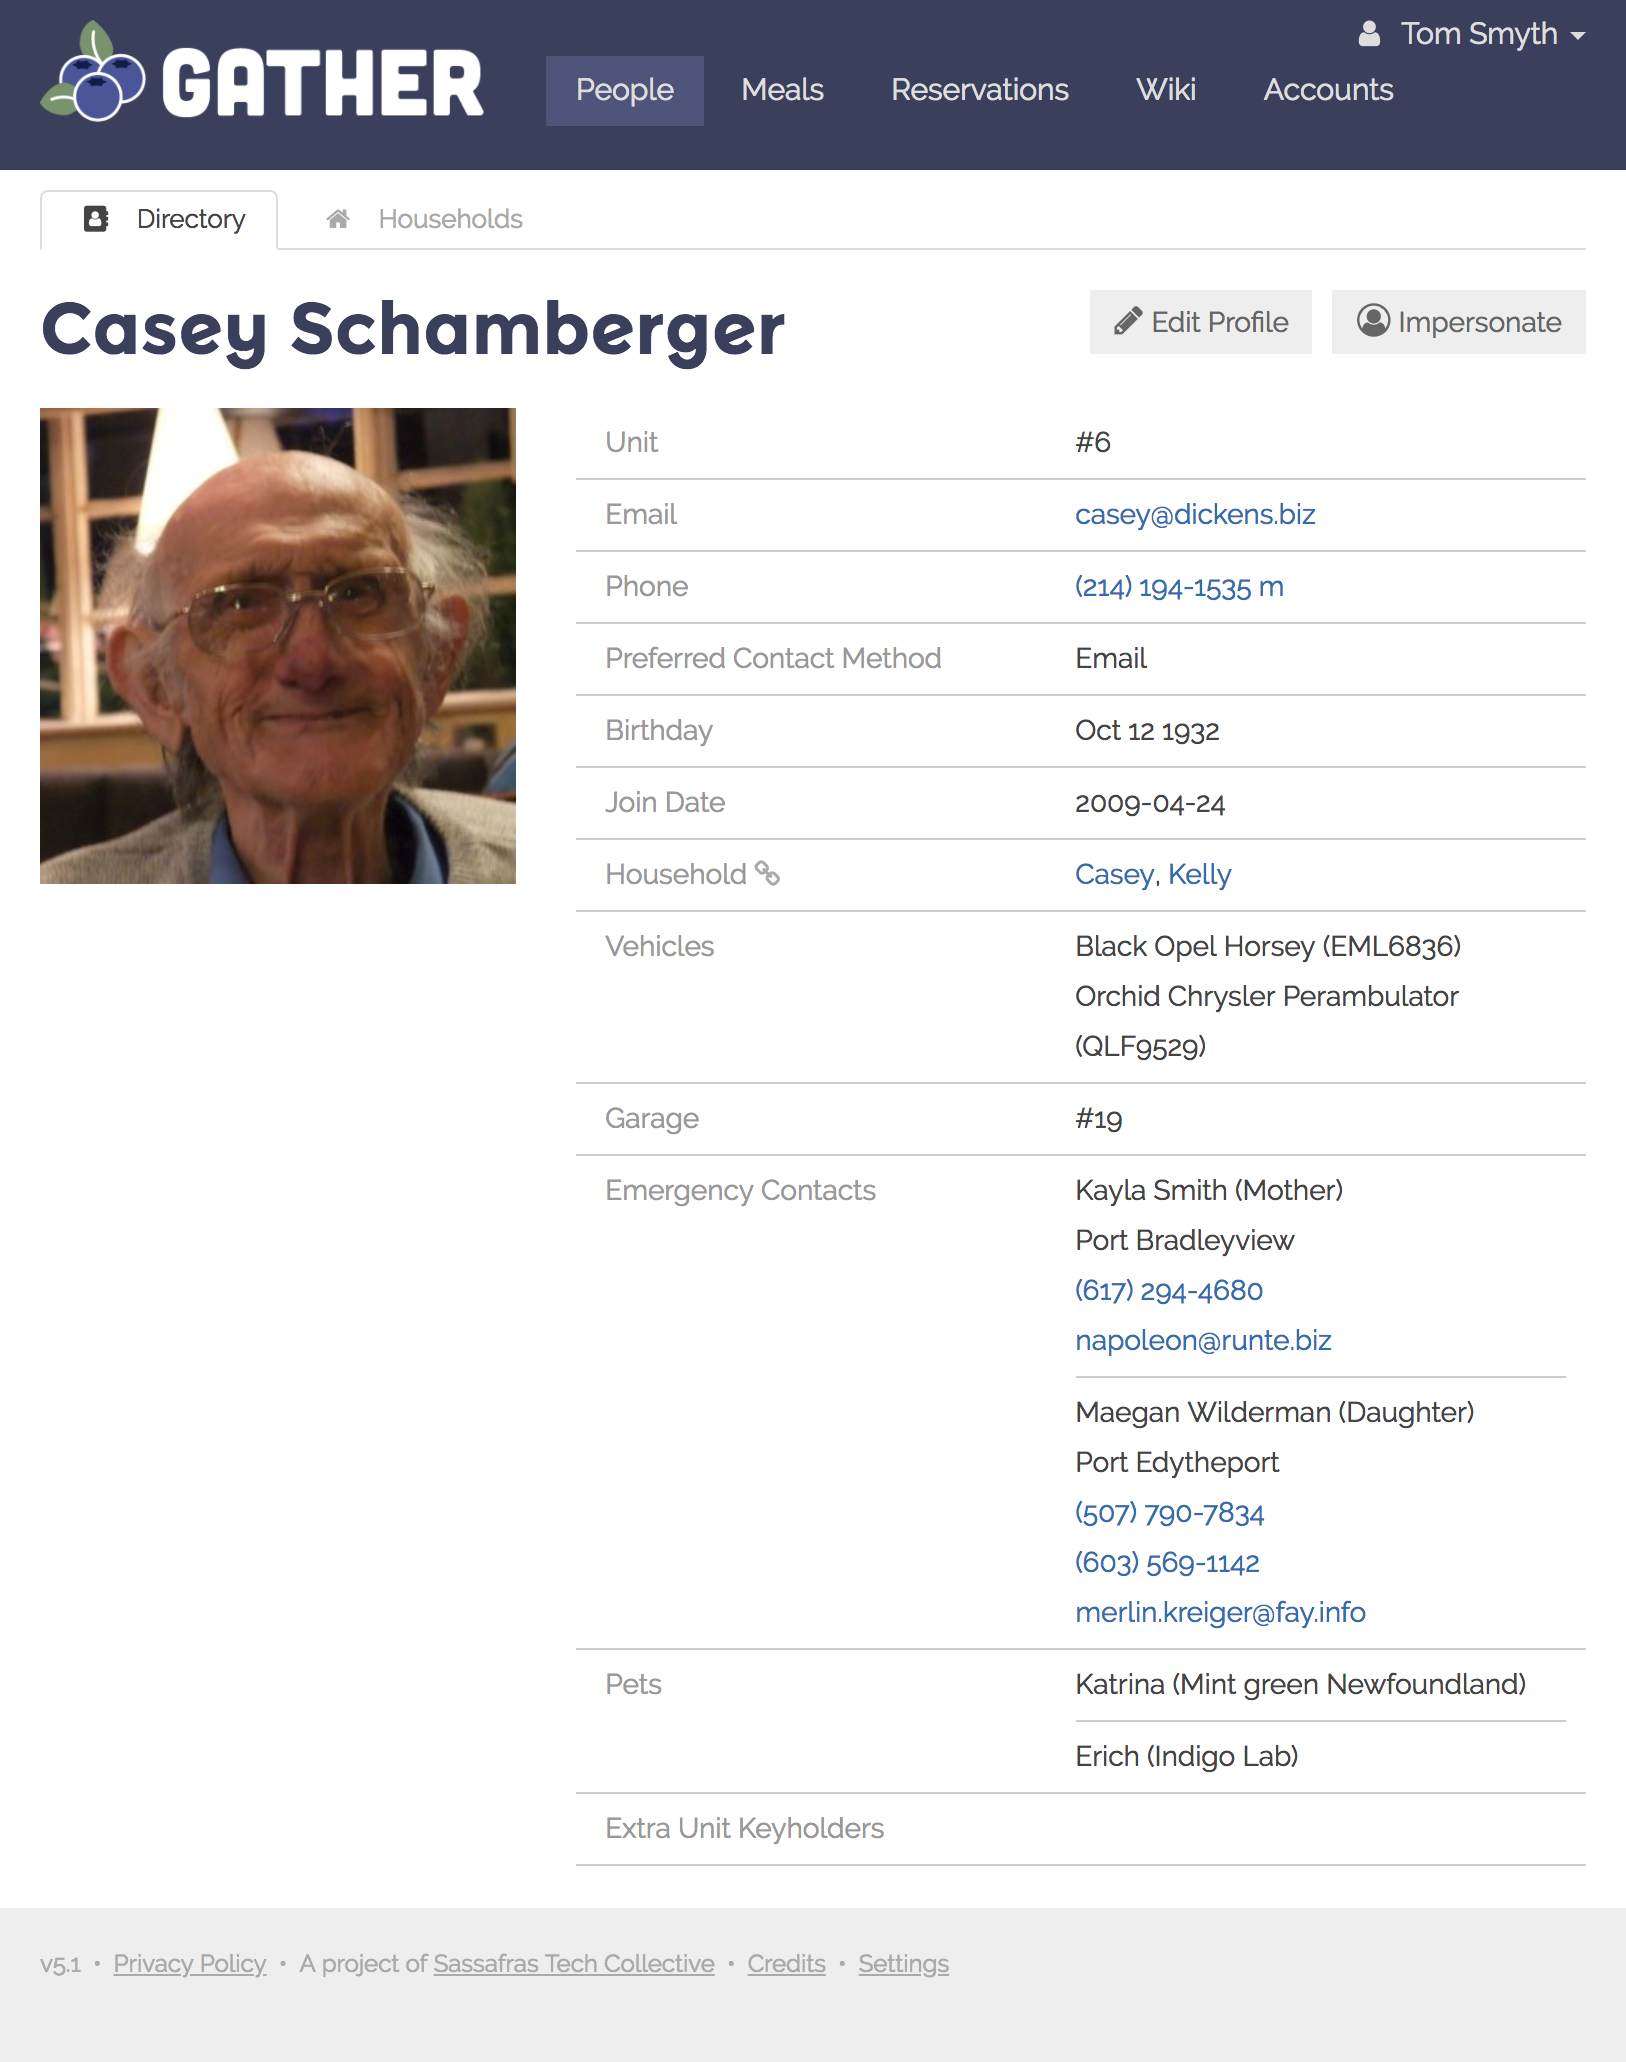 GATHER
Tom Smyth
People Meals Reservations Wiki Accounts
Directory Households
Casey Schamberger
Edit Profile Impersonate
Unit #6
Email casey@dickens.biz
Phone (214) 194-1535 m
Preferred Contact Method Email
Birthday Oct 12 1932
Join Date 2009-04-24
Household Casey, Kelly
Vehicles Black Opel Horsey (EML6836)
Orchid Chrysler Perambulator
(QLF9529)
Garage #19
Emergency Contacts Kayla Smith (Mother)
Port Bradleyview
(617) 294-4680
napoleon@runte.biz
Maegan Wilderman (Daughter)
Port Edytheport
(507) 790-7834
(603) 569-1142
merlin.kreiger@fay.info
Pets Katrina (Mint green Newfoundland)
Erich (Indigo Lab)
Extra Unit Keyholders
v5.1 • Privacy Policy • A project of Sassafras Tech Collective • Credits • Settings